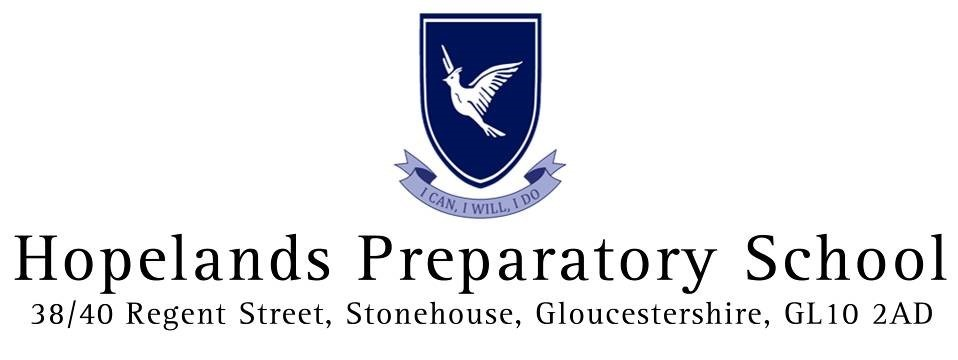 I CAN, I WILL, I DO
Hopelands Preparatory School
38/40 Regent Street, Stonehouse, Gloucestershire, GL10 2AD